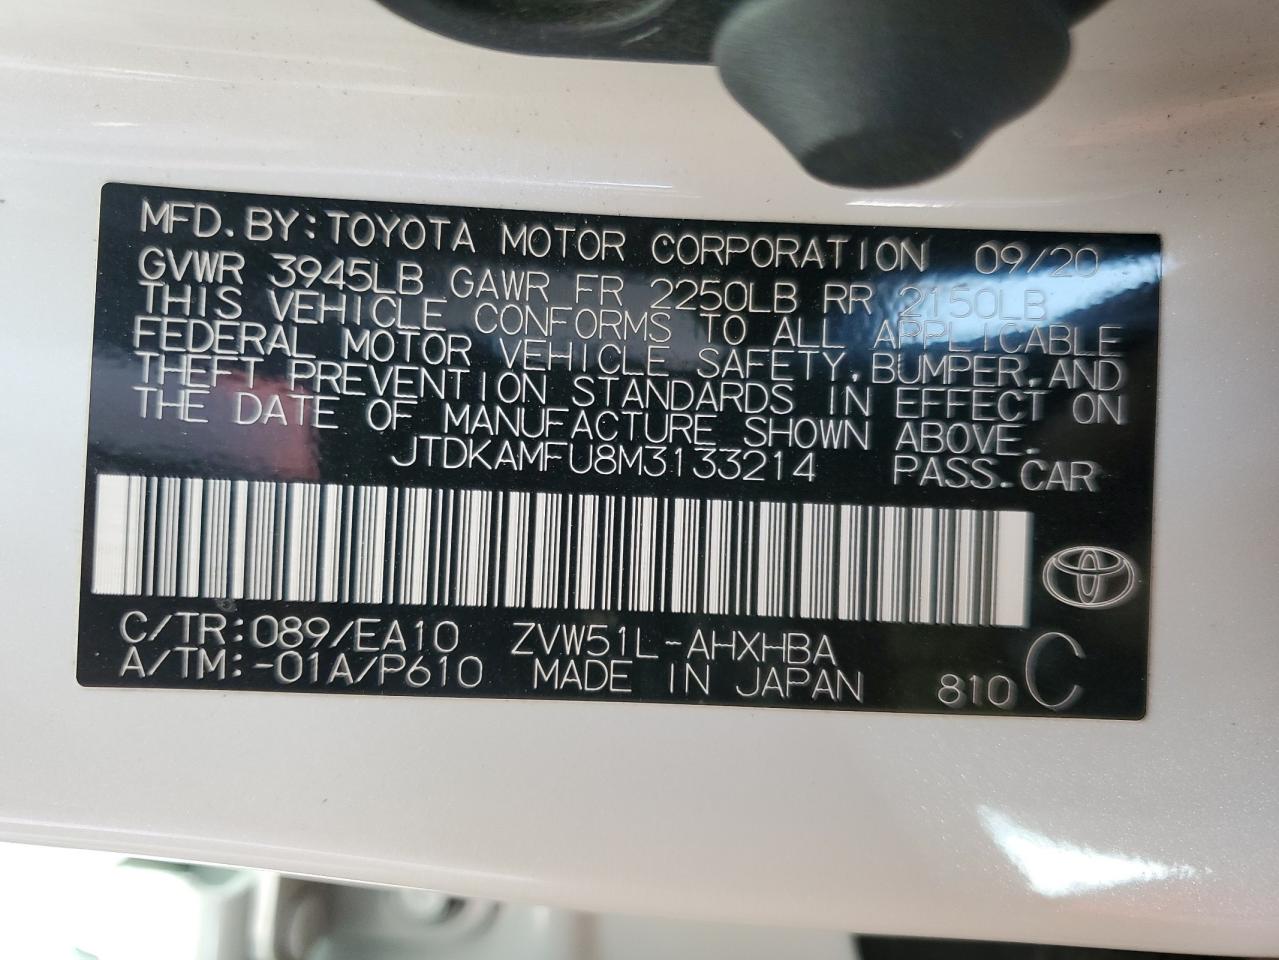 MFD. BY: TOYOTA MOTOR CORPORATION 09/20
GVWR 3945LB GAWR FR 2250LB RR 2150LB
THIS VEHICLE CONFORMS TO ALL APPLICABLE
FEDERAL MOTOR VEHICLE SAFETY, BUMPER, AND
THEFT PREVENTION STANDARDS IN EFFECT ON
THE DATE OF MANUFACTURE SHOWN ABOVE.
JTDKAMFU8M3133214 PASS. CAR
C/TR: 089/EA10 ZVW51L-AHXHBA
A/TM: -01A/P610 MADE IN JAPAN 810 C